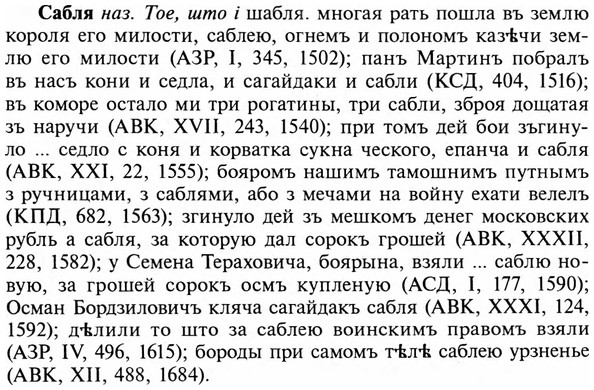 Сабля наз. Тое, што і шабля. многая рать пошла въ землю
короля его милости, саблею, огнемъ и полономъ казѣчи зем-
лю его милости (АЗР, I, 345, 1502); панъ Мартинъ побралъ
въ насъ кони и седла, и сагайдаки и сабли (КСД, 404, 1516);
въ коморе остало ми три рогатины, три сабли, зброя дощатая
зъ наручи (АВК, XVII, 243, 1540); при томъ дей бои зъгину-
ло ... седло с коня и корватка сукна ческого, епанча и сабля
(АВК, XXI, 22, 1555); бояромъ нашимъ тамошнимъ путнымъ
з ручницами, з саблями, або з мечами на войну ехати велелъ
(КПД, 682, 1563); згинуло дей зъ мешкомъ денег московских
рубль а сабля, за которую дал сорокъ грошей (АВК, XXXII,
228, 1582); у Семена Тераховича, боярына, взяли ... саблю но-
вую, за грошей сорокъ осмъ купленую (АСД, I, 177, 1590);
Осман Бордзиловичъ кляча сагайдакъ сабля (АВК, XXXI, 124,
1592); дѣлили то што за саблею воинскимъ правомъ взяли
(АЗР, IV, 496, 1615); бороды при самомъ тѣлѣ саблею урзненье
(АВК, XII, 488, 1684).